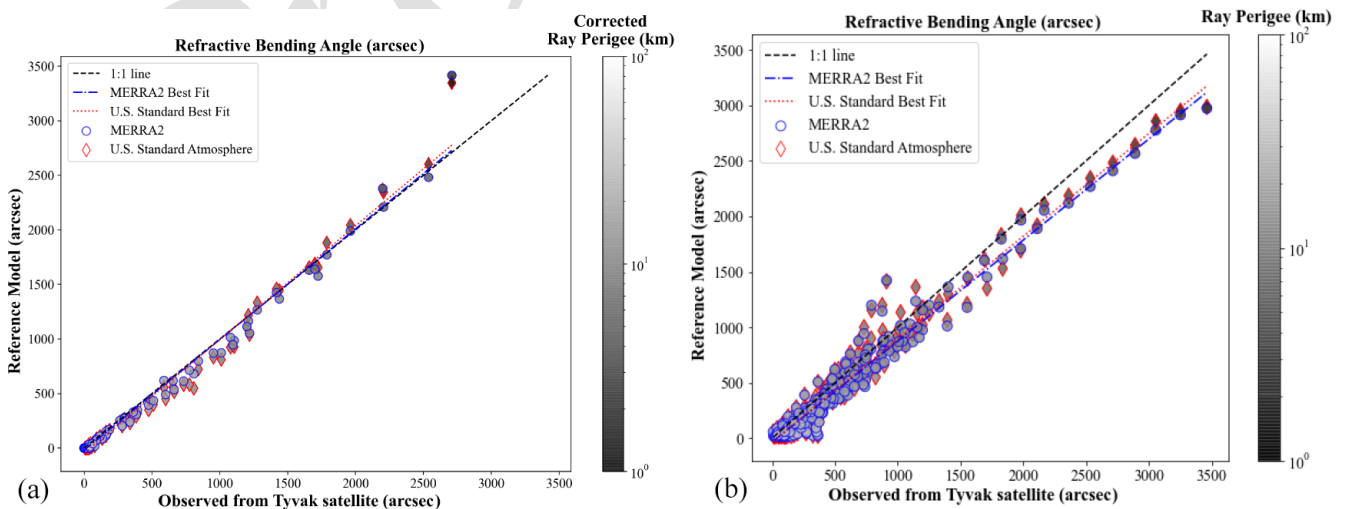 Corrected
Ray Perigee (km)
Refractive Bending Angle (arcsec)
10²
3500
1:1 line
MERRA2 Best Fit
U.S. Standard Best Fit
MERRA2
U.S. Standard Atmosphere
3000
2500
2000
1500
1000
500
0
Reference Model (arcsec)
10¹
10⁰
0 500 1000 1500 2000 2500 3000 3500
Observed from Tyvak satellite (arcsec)
(a)
Ray Perigee (km)
Refractive Bending Angle (arcsec)
10²
3500
1:1 line
MERRA2 Best Fit
U.S. Standard Best Fit
MERRA2
U.S. Standard Atmosphere
3000
2500
2000
1500
1000
500
0
Reference Model (arcsec)
10¹
10⁰
0 500 1000 1500 2000 2500 3000 3500
Observed from Tyvak satellite (arcsec)
(b)